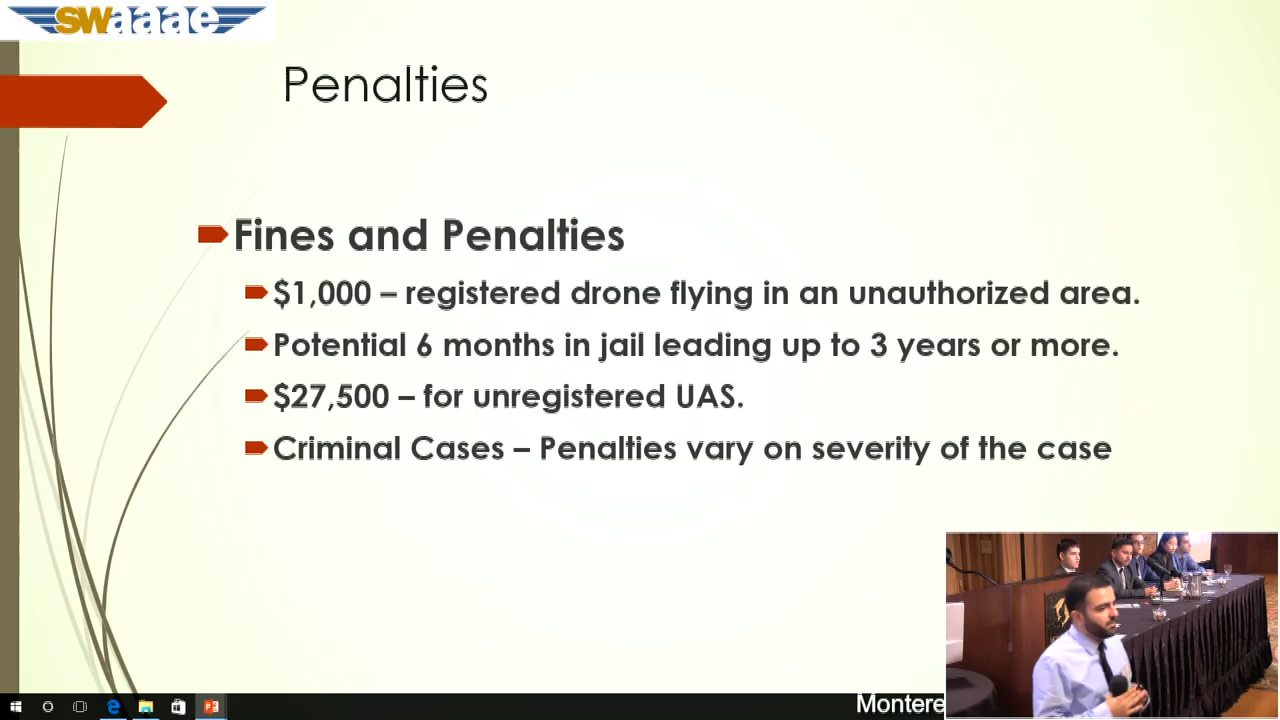 swaaae
Penalties
Fines and Penalties
$1,000 – registered drone flying in an unauthorized area.
Potential 6 months in jail leading up to 3 years or more.
$27,500 – for unregistered UAS.
Criminal Cases – Penalties vary on severity of the case
Montere